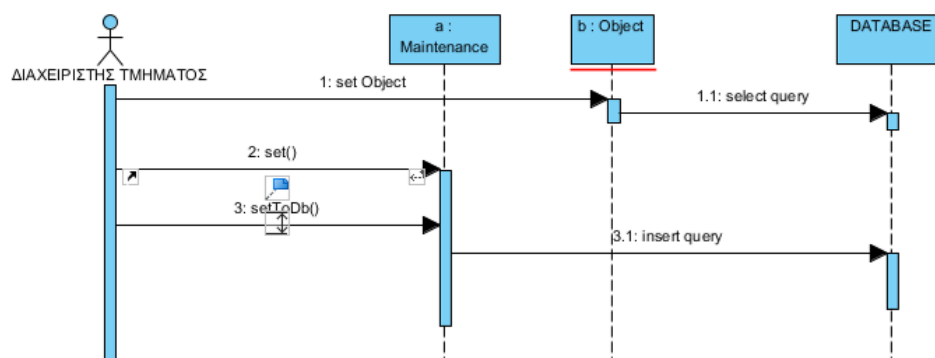 a :
Maintenance
b : Object
DATABASE
ΔΙΑΧΕΙΡΙΣΤΗΣ ΤΜΗΜΑΤΟΣ
1: set Object
1.1: select query
2: set()
3: setToDb()
3.1: insert query